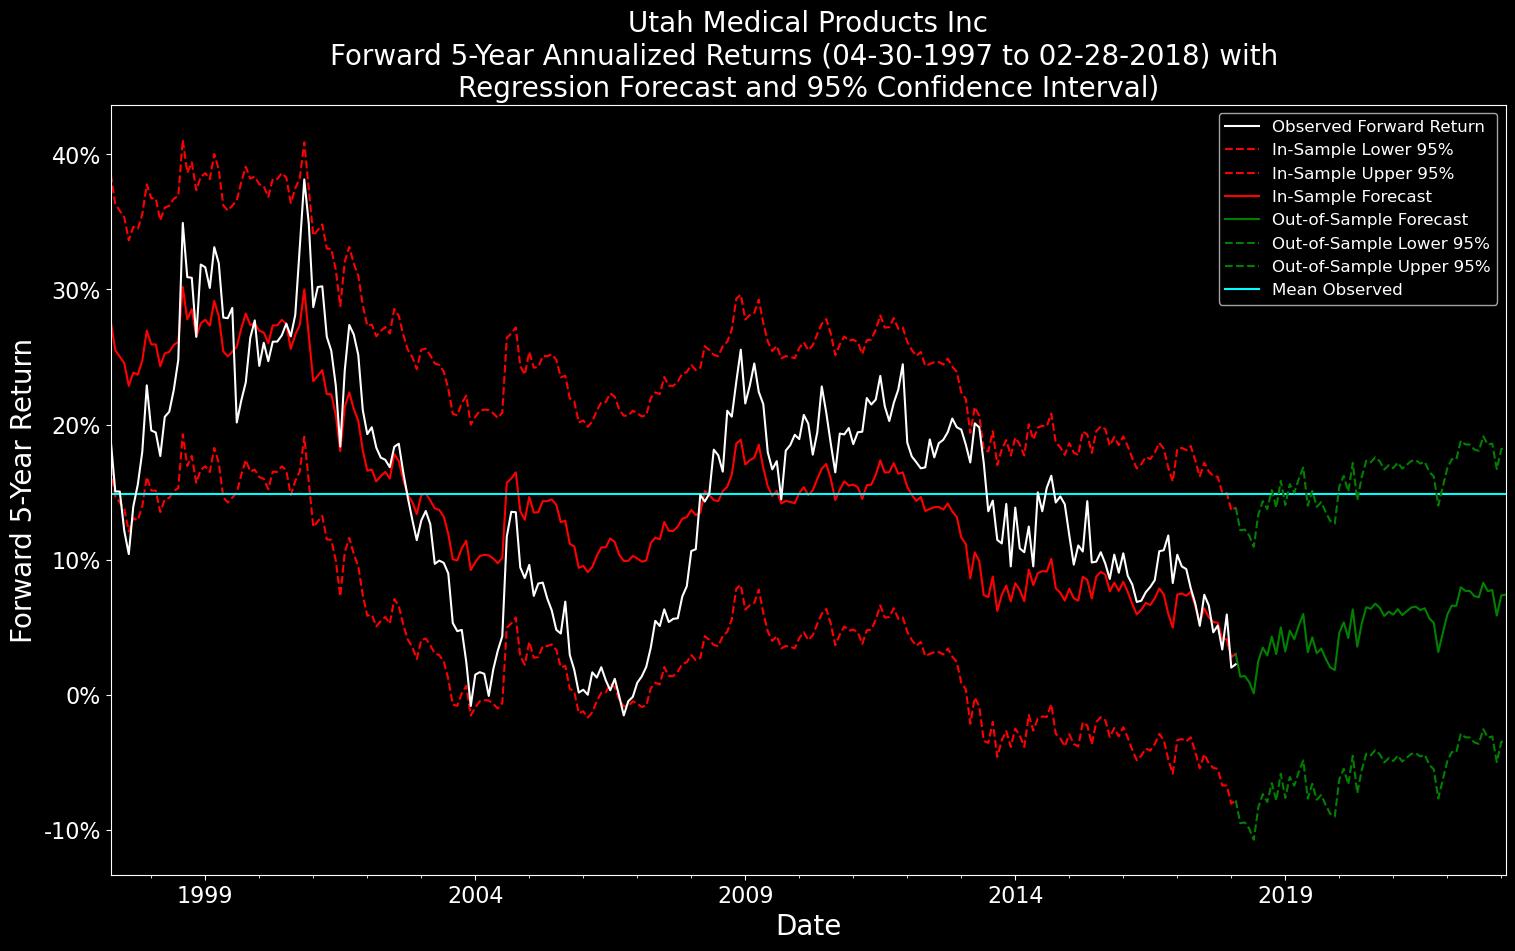 Utah Medical Products Inc
Forward 5-Year Annualized Returns (04-30-1997 to 02-28-2018) with
Regression Forecast and 95% Confidence Interval)
Observed Forward Return
In-Sample Lower 95%
In-Sample Upper 95%
In-Sample Forecast
Out-of-Sample Forecast
Out-of-Sample Lower 95%
Out-of-Sample Upper 95%
Mean Observed
Forward 5-Year Return
40%
30%
20%
10%
0%
-10%
1999 2004 2009 2014 2019
Date